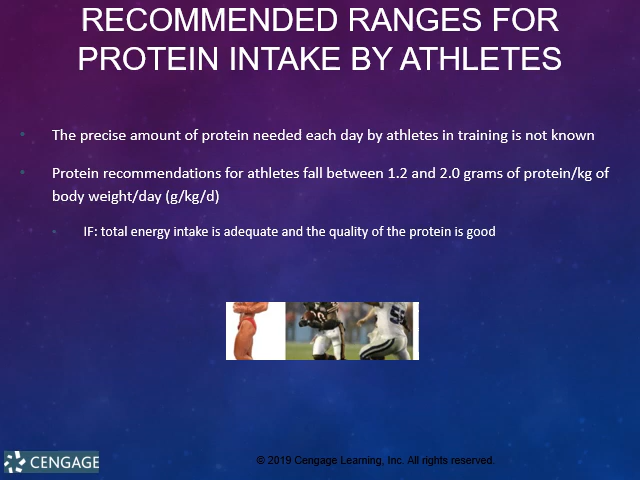 RECOMMENDED RANGES FOR
PROTEIN INTAKE BY ATHLETES
• The precise amount of protein needed each day by athletes in training is not known
• Protein recommendations for athletes fall between 1.2 and 2.0 grams of protein/kg of
body weight/day (g/kg/d)
• IF: total energy intake is adequate and the quality of the protein is good
CENGAGE
© 2019 Cengage Learning, Inc. All rights reserved.